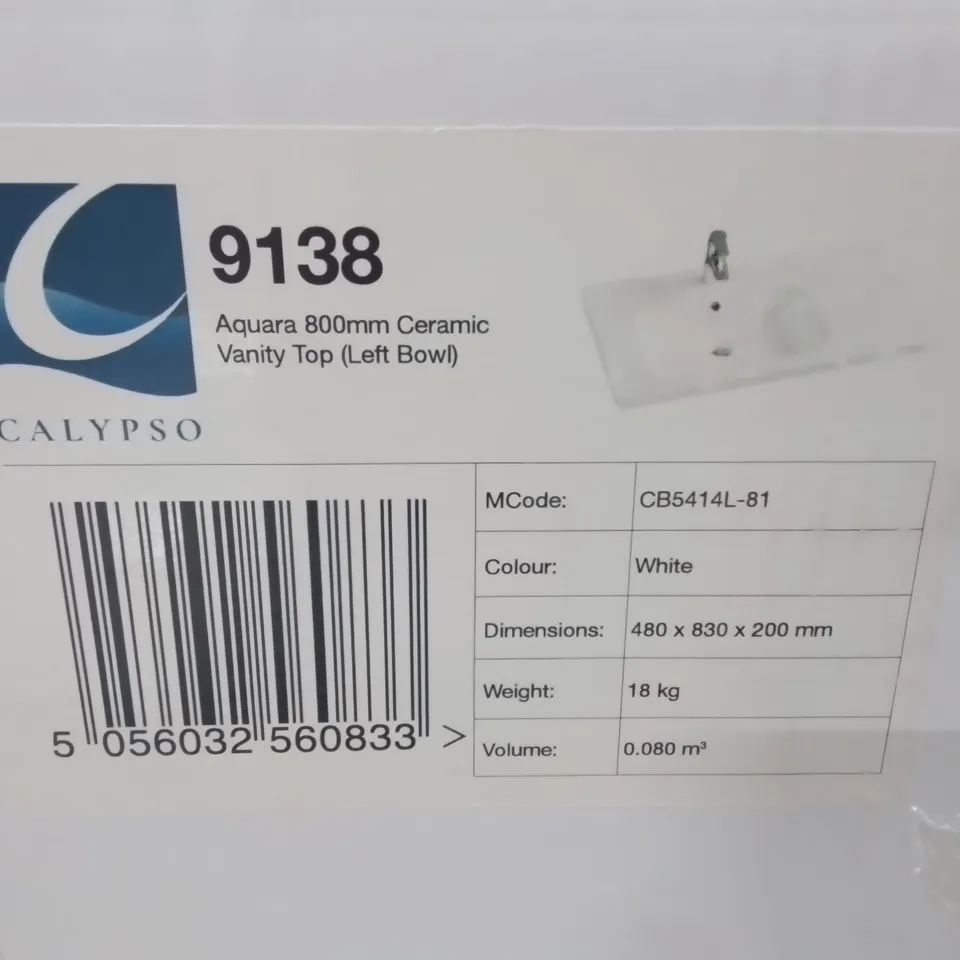 9138
Aquara 800mm Ceramic
Vanity Top (Left Bowl)
CALYPSO
MCode: CB5414L-81
Colour: White
Dimensions: 480 x 830 x 200 mm
Weight: 18 kg
Volume: 0.080 m³
5 056032 560833 >